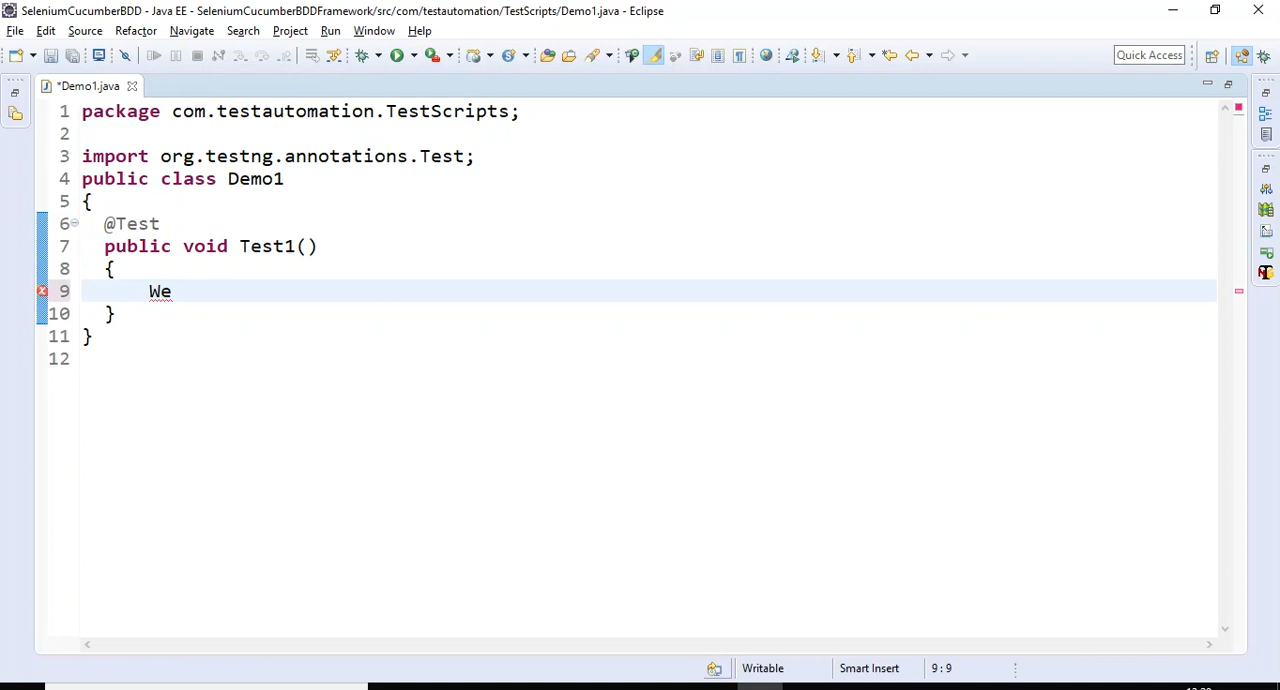 SeleniumCucumberBDD - Java EE - SeleniumCucumberBDDFramework/src/com/testautomation/TestScripts/Demo1.java - Eclipse
File Edit Source Refactor Navigate Search Project Run Window Help
Quick Access
*Demo1.java
1 package com.testautomation.TestScripts;
2
3 import org.testng.annotations.Test;
4 public class Demo1
5 {
6 @Test
7 public void Test1()
8 {
9 We
10 }
11 }
12
Writable Smart Insert 9:9